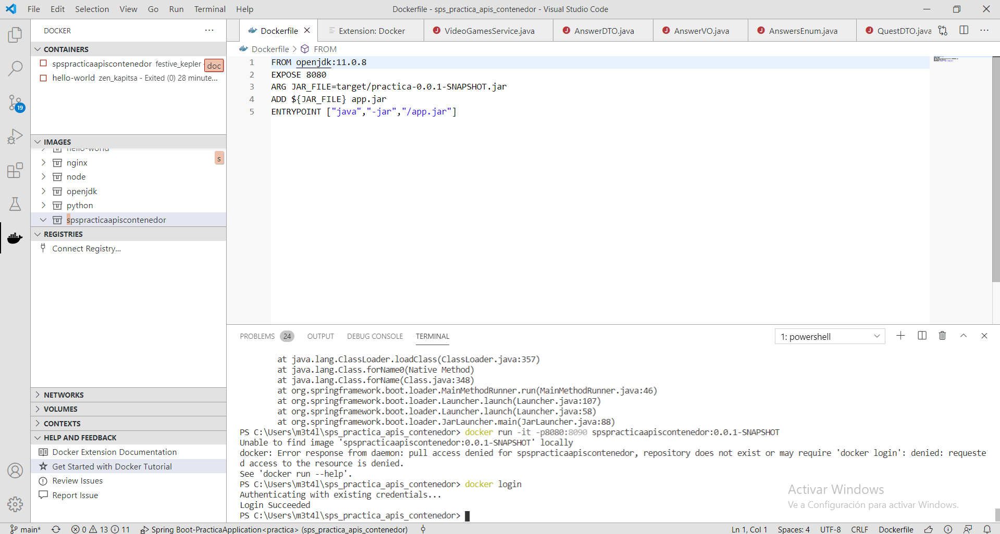 File Edit Selection View Go Run Terminal Help
Dockerfile - sps_practica_apis_contenedor - Visual Studio Code
DOCKER
CONTAINERS
spspracticaapiscontenedor festive_kepler
doc
hello-world zen_kapitsa - Exited (0) 28 minute...
IMAGES
hello-world
s
nginx
node
openjdk
python
spspracticaapiscontenedor
REGISTRIES
Connect Registry...
NETWORKS
VOLUMES
CONTEXTS
HELP AND FEEDBACK
Docker Extension Documentation
Get Started with Docker Tutorial
Review Issues
Report Issue
19
Dockerfile Extension: Docker VideoGamesService.java AnswerDTO.java AnswerVO.java AnswersEnum.java QuestDTO.java
Dockerfile > FROM
1 FROM openjdk:11.0.8
2 EXPOSE 8080
3 ARG JAR_FILE=target/practica-0.0.1-SNAPSHOT.jar
4 ADD ${JAR_FILE} app.jar
5 ENTRYPOINT ["java","-jar","/app.jar"]
PROBLEMS 24 OUTPUT DEBUG CONSOLE TERMINAL
1: powershell
at java.lang.ClassLoader.loadClass(ClassLoader.java:357)
at java.lang.Class.forName0(Native Method)
at java.lang.Class.forName(Class.java:348)
at org.springframework.boot.loader.MainMethodRunner.run(MainMethodRunner.java:46)
at org.springframework.boot.loader.Launcher.launch(Launcher.java:107)
at org.springframework.boot.loader.Launcher.launch(Launcher.java:58)
at org.springframework.boot.loader.JarLauncher.main(JarLauncher.java:88)
PS C:\Users\m3t4l\sps_practica_apis_contenedor> docker run -it -p8080:8090 spspracticaapiscontenedor:0.0.1-SNAPSHOT
Unable to find image 'spspracticaapiscontenedor:0.0.1-SNAPSHOT' locally
docker: Error response from daemon: pull access denied for spspracticaapiscontenedor, repository does not exist or may require 'docker login': denied: requeste
d access to the resource is denied.
See 'docker run --help'.
PS C:\Users\m3t4l\sps_practica_apis_contenedor> docker login
Authenticating with existing credentials...
Login Succeeded
PS C:\Users\m3t4l\sps_practica_apis_contenedor>
Activar Windows
Ve a Configuración para activar Windows.
main* 0 13 11 Spring Boot-PracticaApplication<practica> (sps_practica_apis_contenedor)
Ln 1, Col 1 Spaces: 4 UTF-8 CRLF Dockerfile